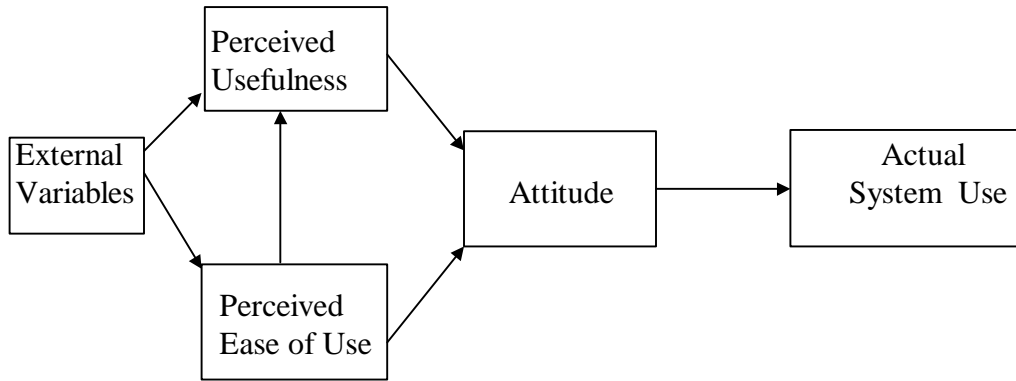 Perceived
Usefulness
External
Variables
Attitude
Actual
System Use
Perceived
Ease of Use